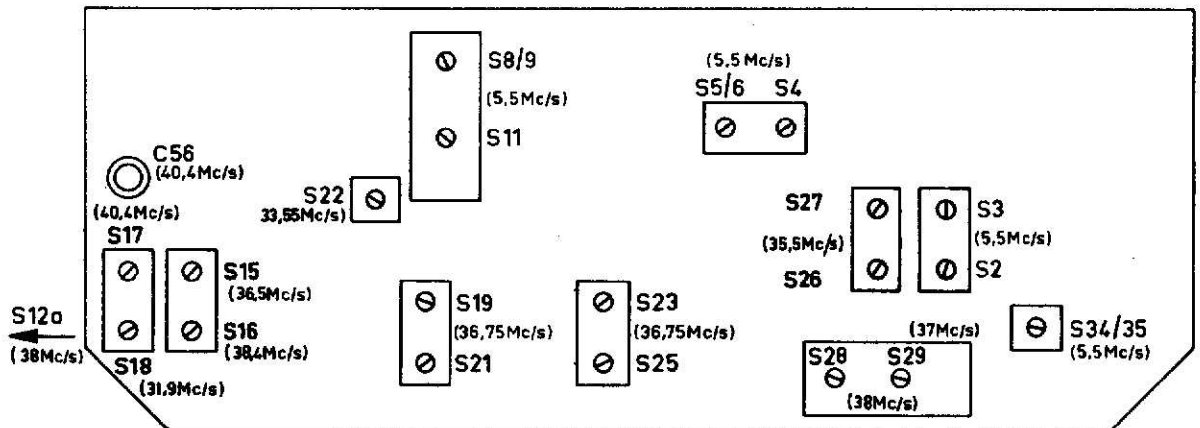 S8/9
(5,5Mc/s)
S11
(5,5Mc/s)
S5/6 S4
C56
(40,4Mc/s)
S22
33,55Mc/s)
(40,4Mc/s)
S17
S15
(36,5Mc/s)
S16
(38,4Mc/s)
S12a
(38Mc/s)
S18
(31,9Mc/s)
S19
(36,75Mc/s)
S21
S23
(36,75Mc/s)
S25
S27
(35,5Mc/s)
S26
S3
(5,5Mc/s)
S2
(37Mc/s)
S28 S29
(38Mc/s)
S34/35
(5,5Mc/s)